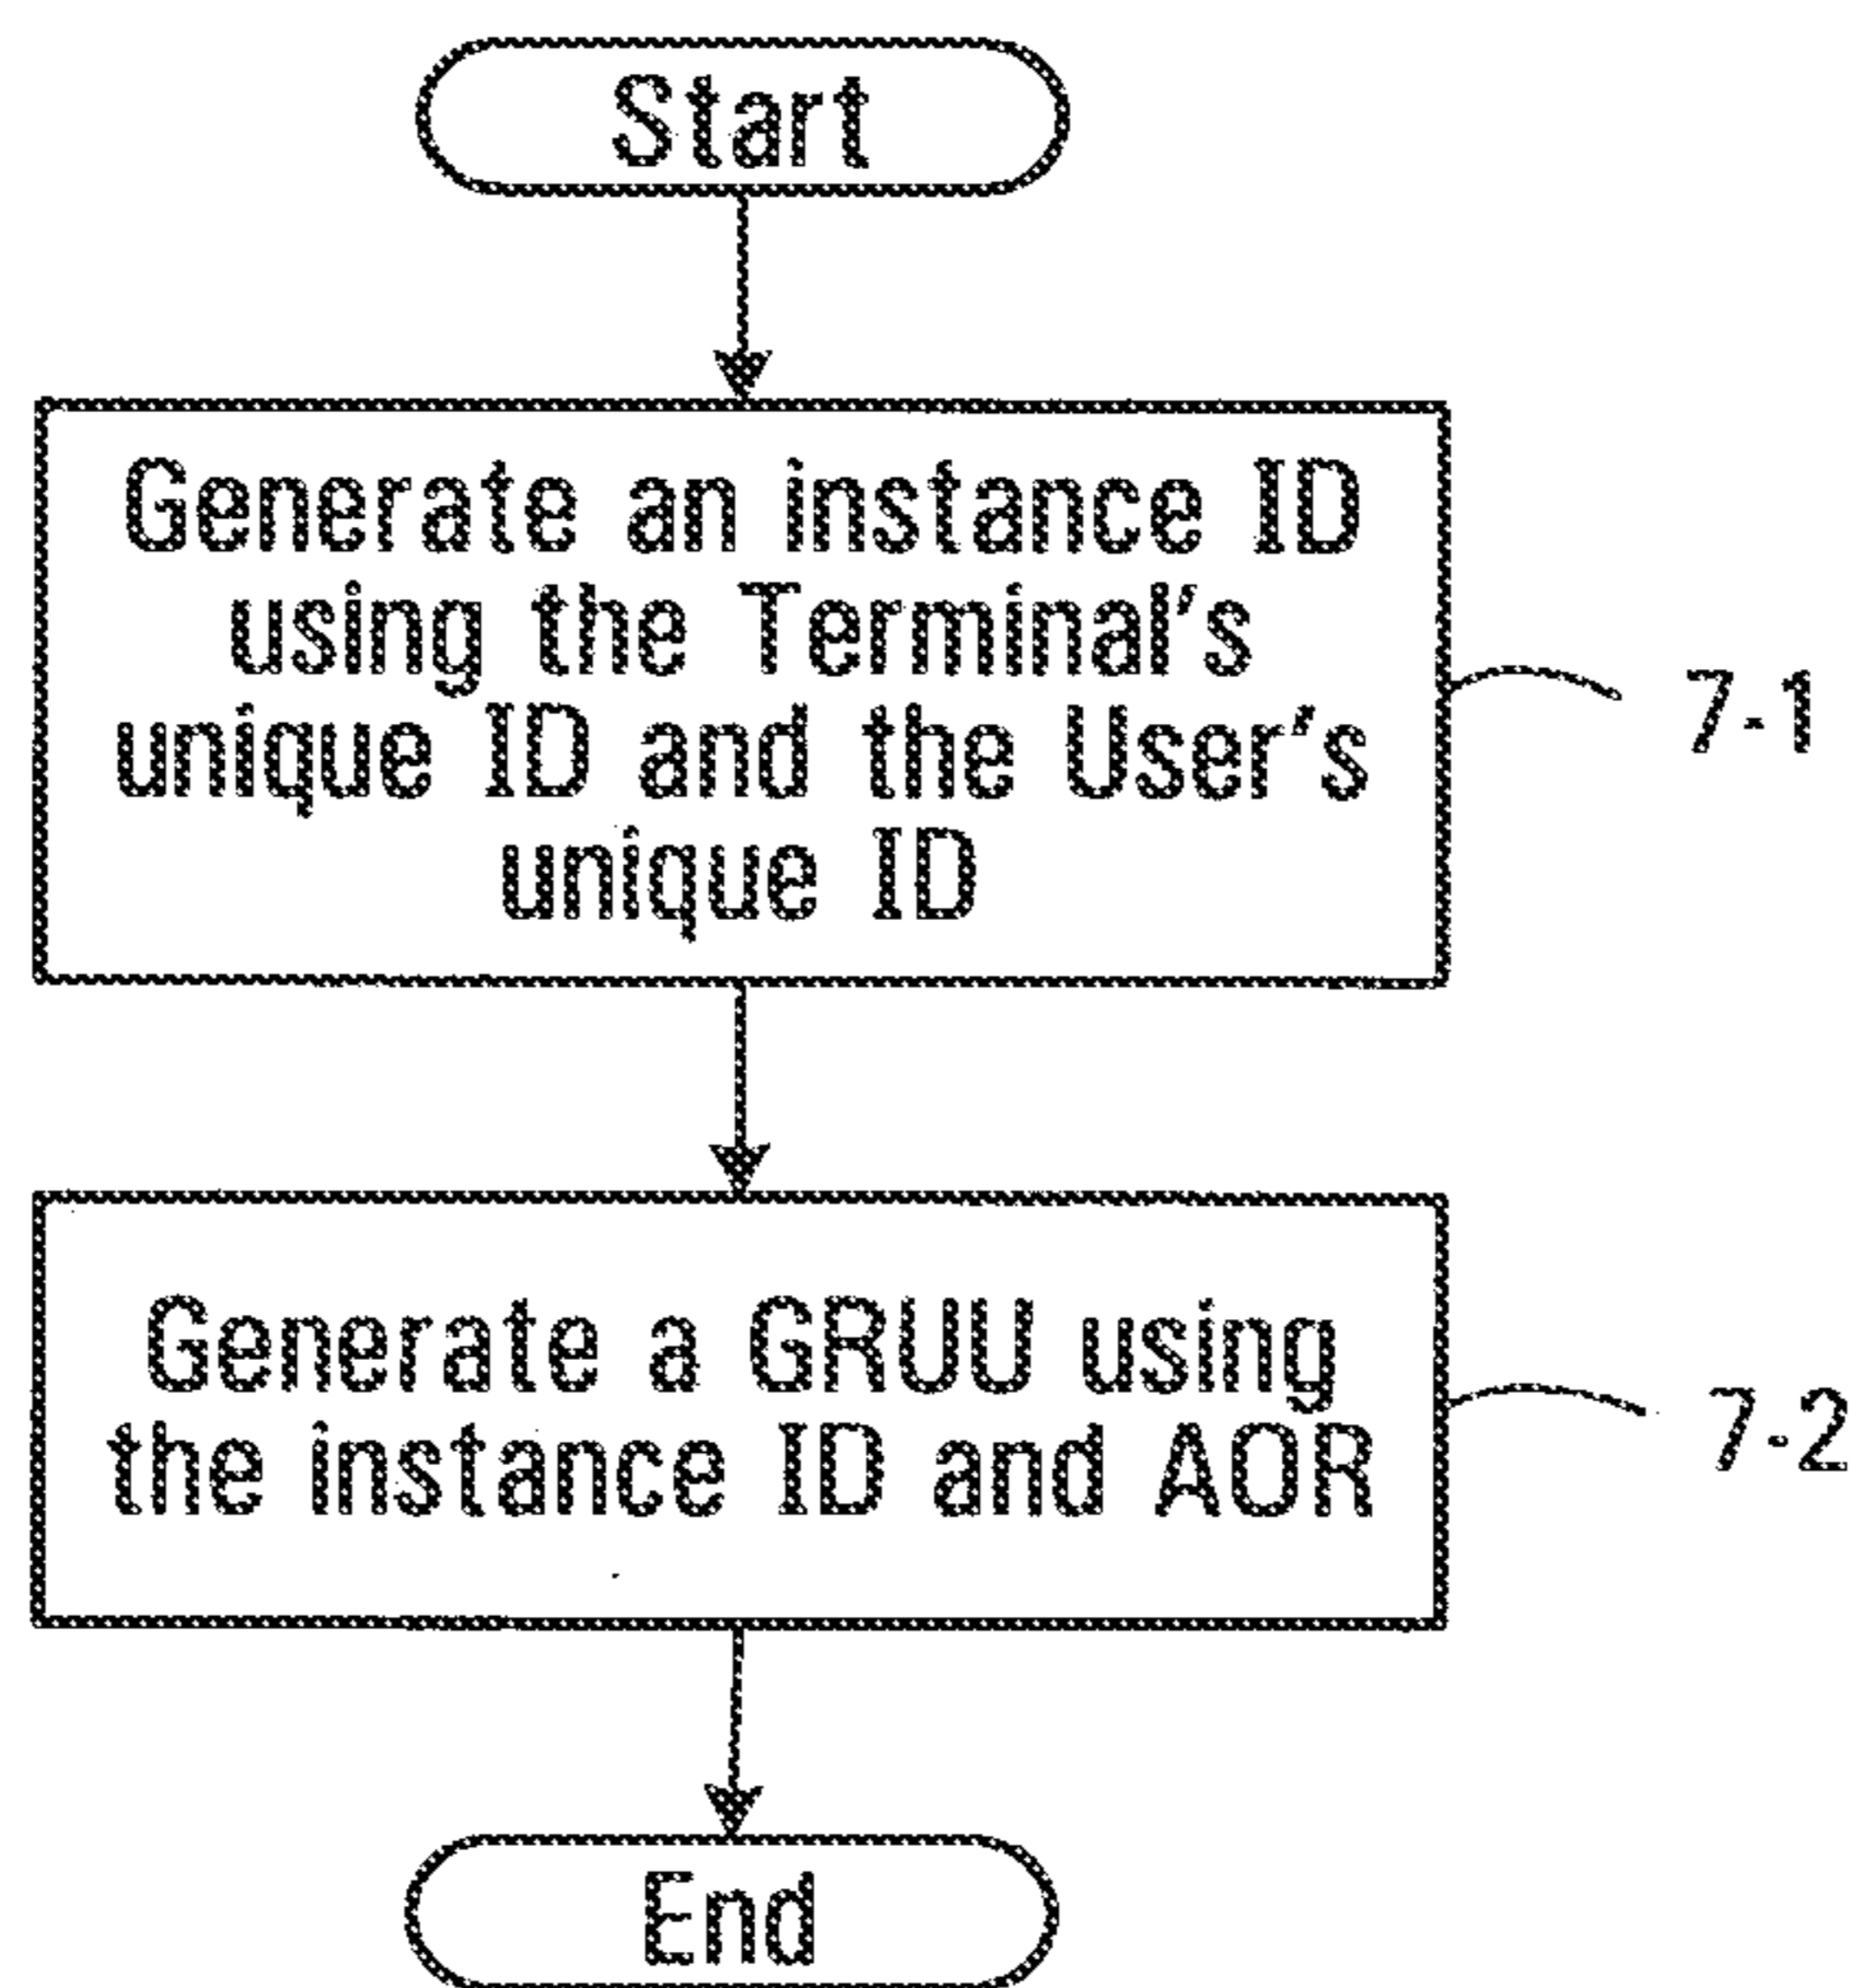 Start
Generate an instance ID
using the Terminal's
unique ID and the User's
unique ID
7-1
Generate a GRUU using
the instance ID and AOR
7-2
End